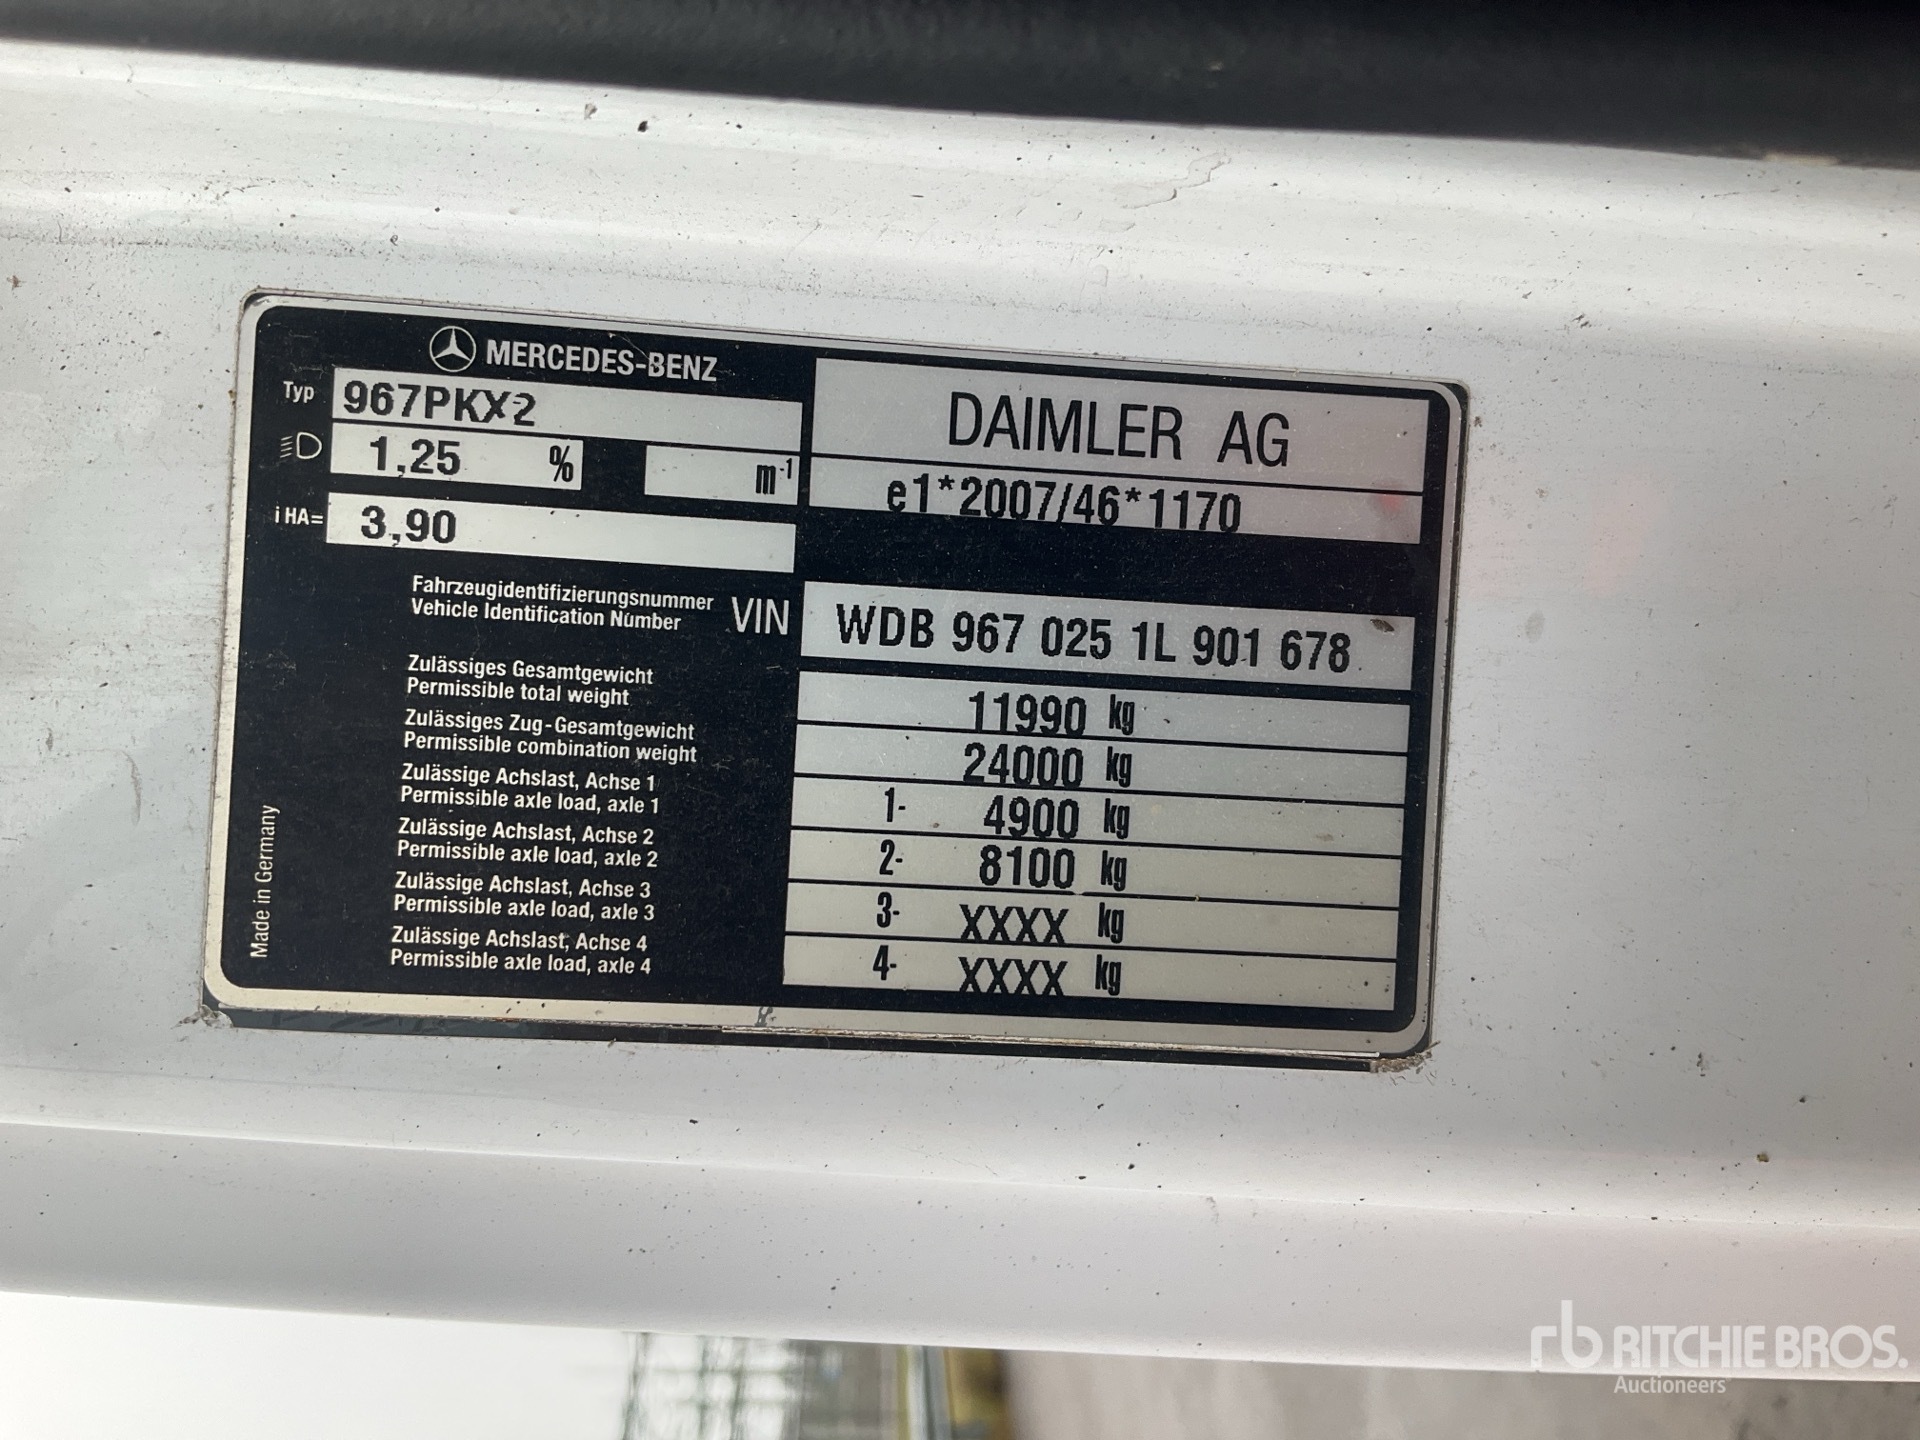 MERCEDES-BENZ
Typ 967PKX2
1,25 % m-1
i HA= 3,90
DAIMLER AG
e1*2007/46*1170
Fahrzeugidentifizierungsnummer
Vehicle Identification Number
VIN WDB 967 025 1L 901 678
Zulässiges Gesamtgewicht
Permissible total weight
11990 kg
Zulässiges Zug-Gesamtgewicht
Permissible combination weight
24000 kg
Zulässige Achslast, Achse 1
Permissible axle load, axle 1
1- 4900 kg
Zulässige Achslast, Achse 2
Permissible axle load, axle 2
2- 8100 kg
Zulässige Achslast, Achse 3
Permissible axle load, axle 3
3- XXXX kg
Zulässige Achslast, Achse 4
Permissible axle load, axle 4
4- XXXX kg
Made in Germany
rb RITCHIE BROS.
Auctioneers